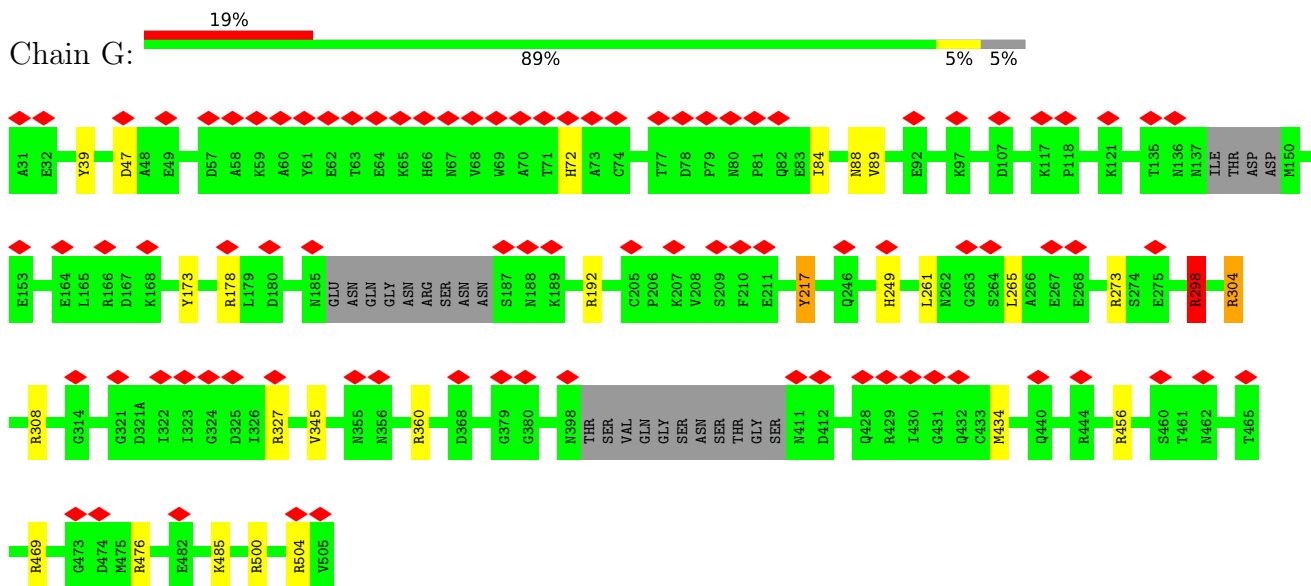 19%
Chain G:
89% 5% 5%
A31 E32 Y39 D47 A48 E49 D57 A58 K59 A60 Y61 E62 T63 E64 K65 H66 N67 V68 W69 A70 T71 H72 A73 C74 T77 D78 P79 N80 P81 Q82 E83 I84 N88 V89 E92 K97 D107 K117 P118 K121 T135 N136 N137 ILE THR ASP ASP M150
E153 E164 L165 R166 D167 K168 Y173 R178 L179 D180 N185 GLU ASN GLN GLY ASN ARG SER ASN ASN S187 N188 K189 R192 C205 P206 K207 V208 S209 P210 E211 Y217 Q246 H249 L261 N262 G263 S264 L265 A266 E267 E268 R273 S274 E275 R298 R304
R308 G314 G321 D321A I322 I323 G324 D325 I326 R327 V345 N355 N356 R360 D368 G379 G380 N398 THR SER VAL GLN GLY SER ASN SER THR GLY SER N411 D412 Q428 R429 I430 G431 Q432 C433 M434 Q440 R444 R456 S460 T461 N462 T465
R469 G473 D474 M475 R476 E482 K485 R500 R504 V505